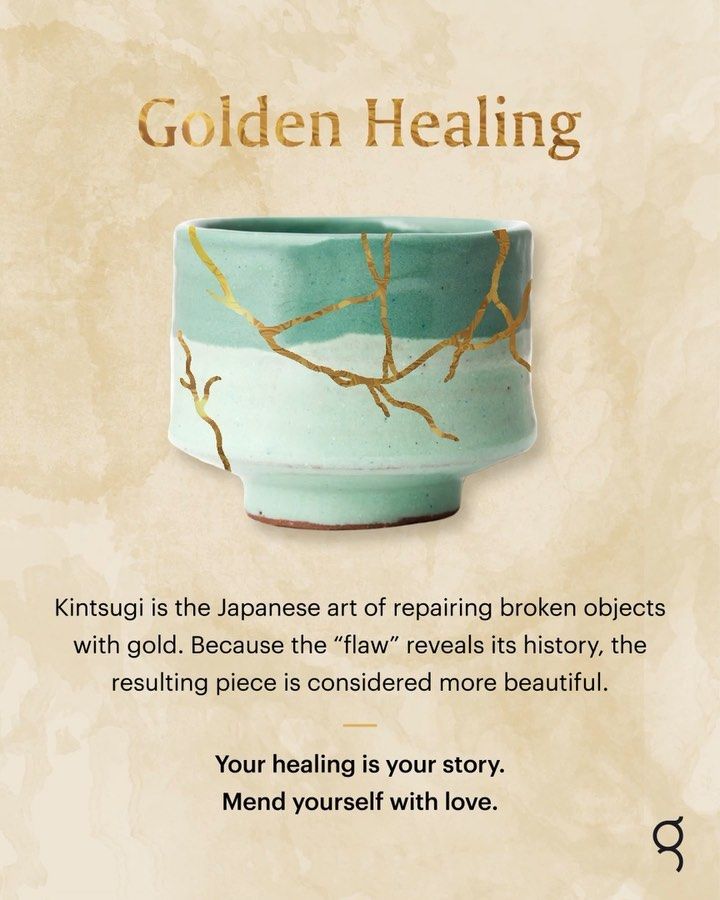 Golden Healing
Kintsugi is the Japanese art of repairing broken objects
with gold. Because the “flaw” reveals its history, the
resulting piece is considered more beautiful.
Your healing is your story.
Mend yourself with love.